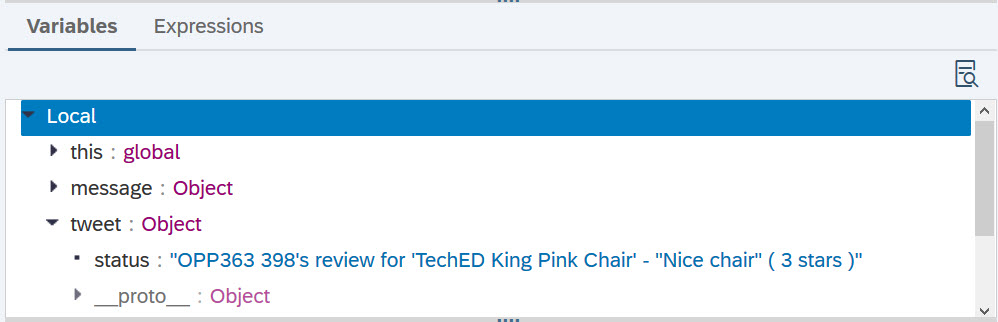 Variables Expressions
Local
this : global
message : Object
tweet : Object
status : "OPP363 398's review for 'TechED King Pink Chair' - "Nice chair" ( 3 stars )"
__proto__ : Object